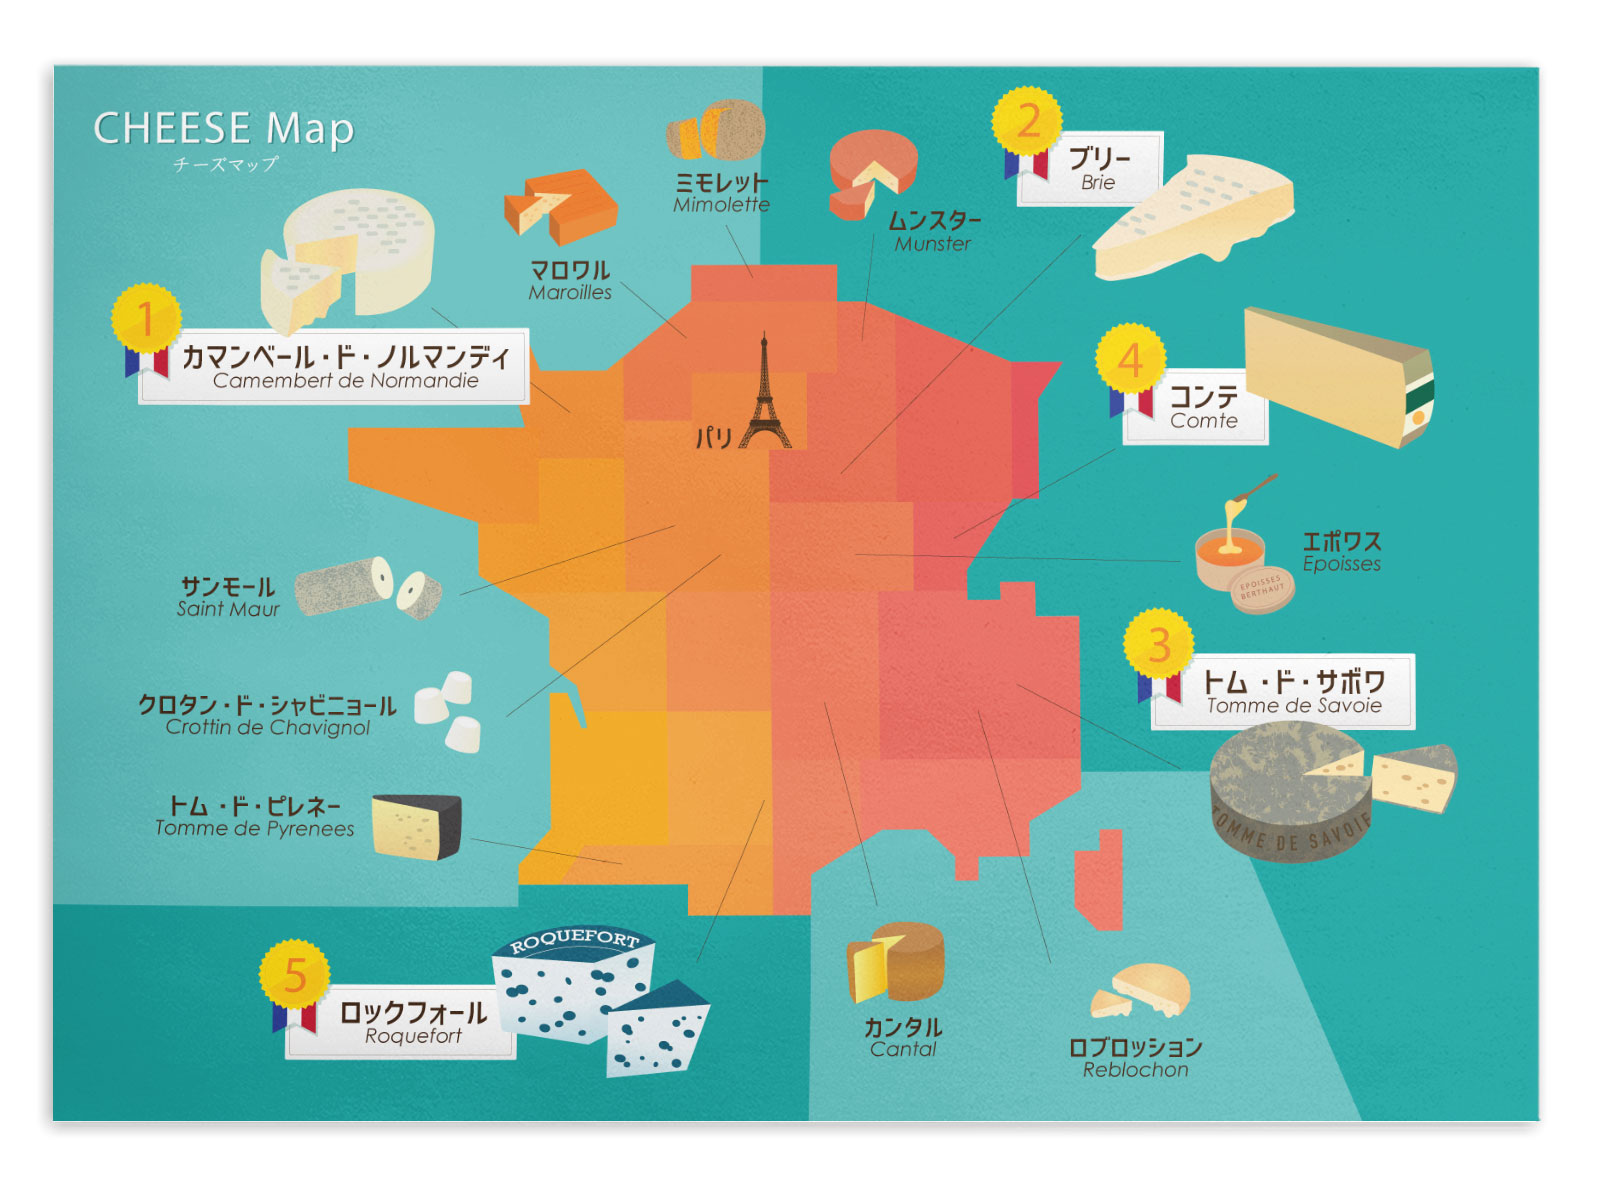 CHEESE Map
チーズマップ
ミモレット
Mimolette
マロワル
Maroilles
ムンスター
Munster
2
ブリー
Brie
1
カマンベール・ド・ノルマンディ
Camembert de Normandie
4
コンテ
Comte
パリ
エポワス
Epoisses
EPOISSES
BERTHAUT
サンモール
Saint Maur
3
トム・ド・サボワ
Tomme de Savoie
TOMME DE SAVOIE
クロタン・ド・シャビニョール
Crottin de Chavignol
トム・ド・ピレネー
Tomme de Pyrenees
5
ロックフォール
Roquefort
ROQUEFORT
カンタル
Cantal
ロブロッション
Reblochon